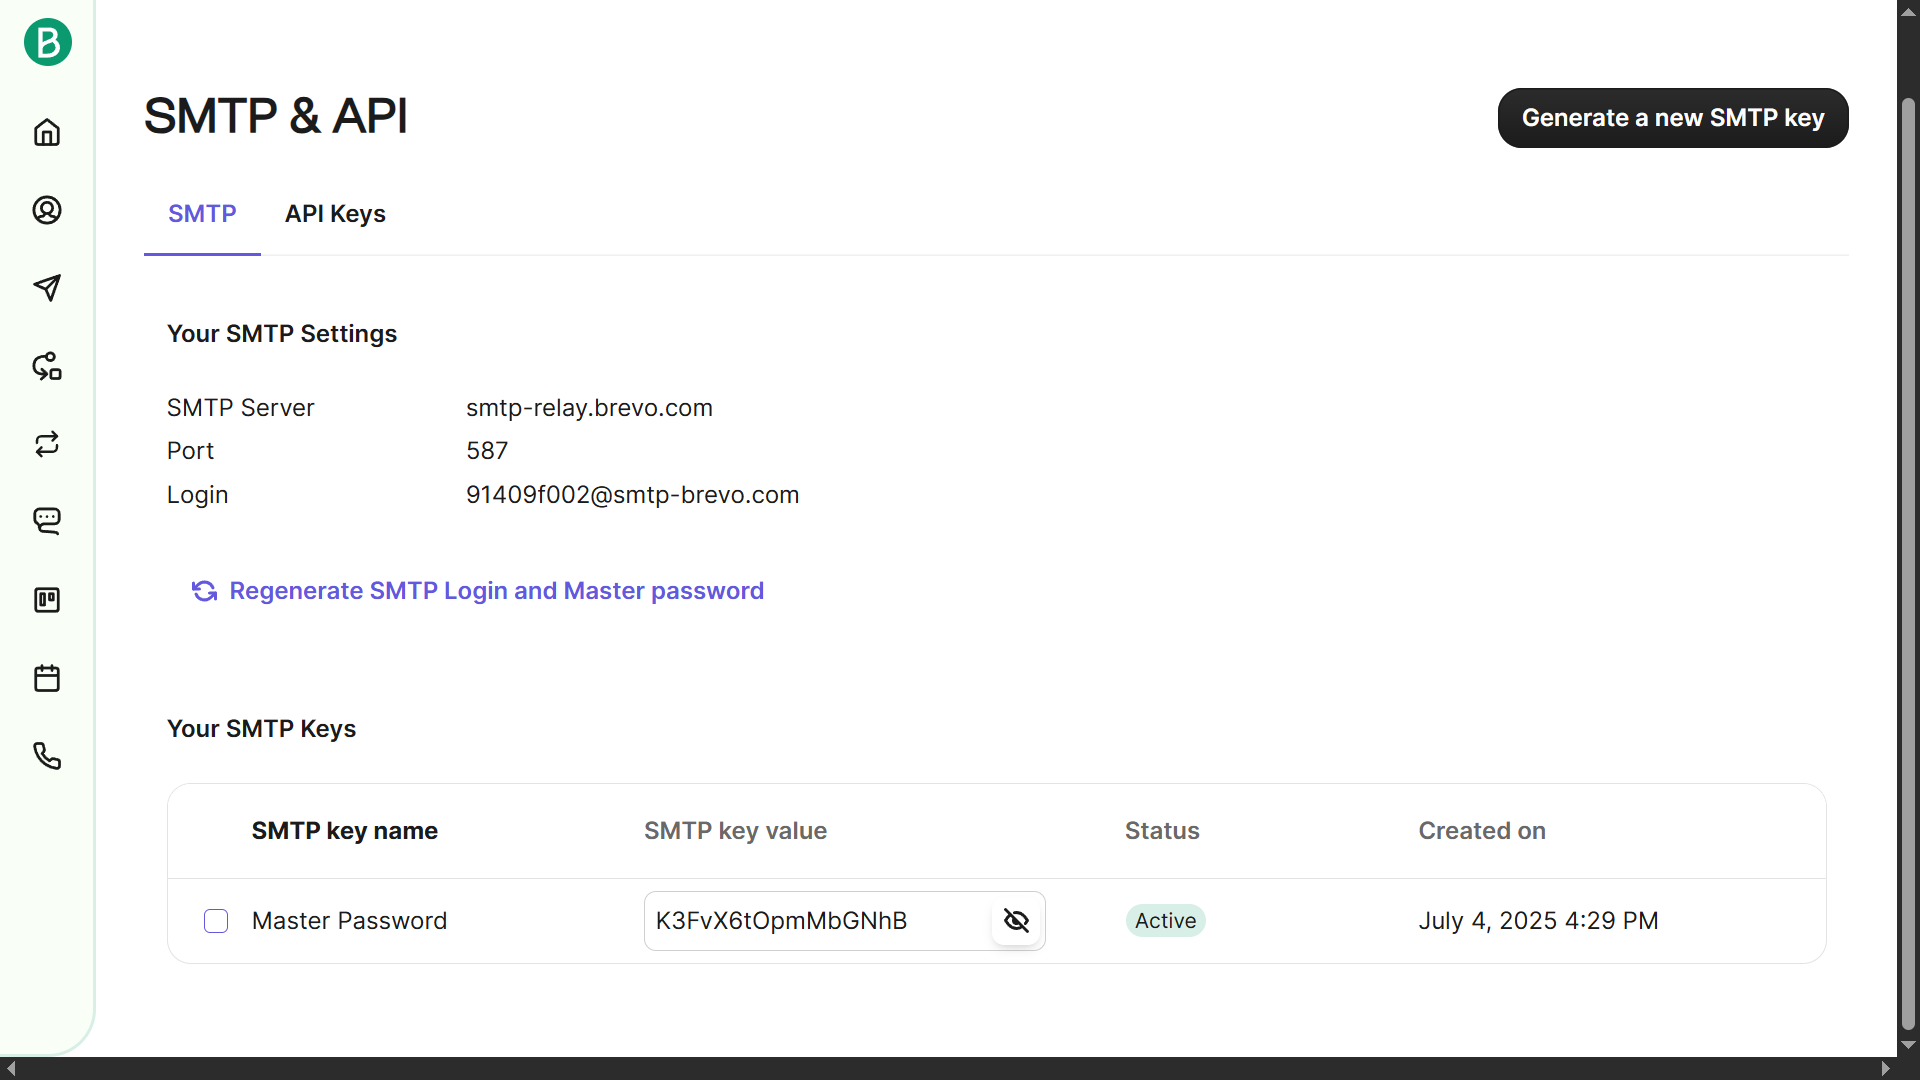 B
SMTP & API
Generate a new SMTP key
SMTP
API Keys
Your SMTP Settings
SMTP Server
smtp-relay.brevo.com
Port
587
Login
91409f002@smtp-brevo.com
Regenerate SMTP Login and Master password
Your SMTP Keys
SMTP key name
SMTP key value
Status
Created on
Master Password
K3FvX6tOpmMbGNhB
Active
July 4, 2025 4:29 PM